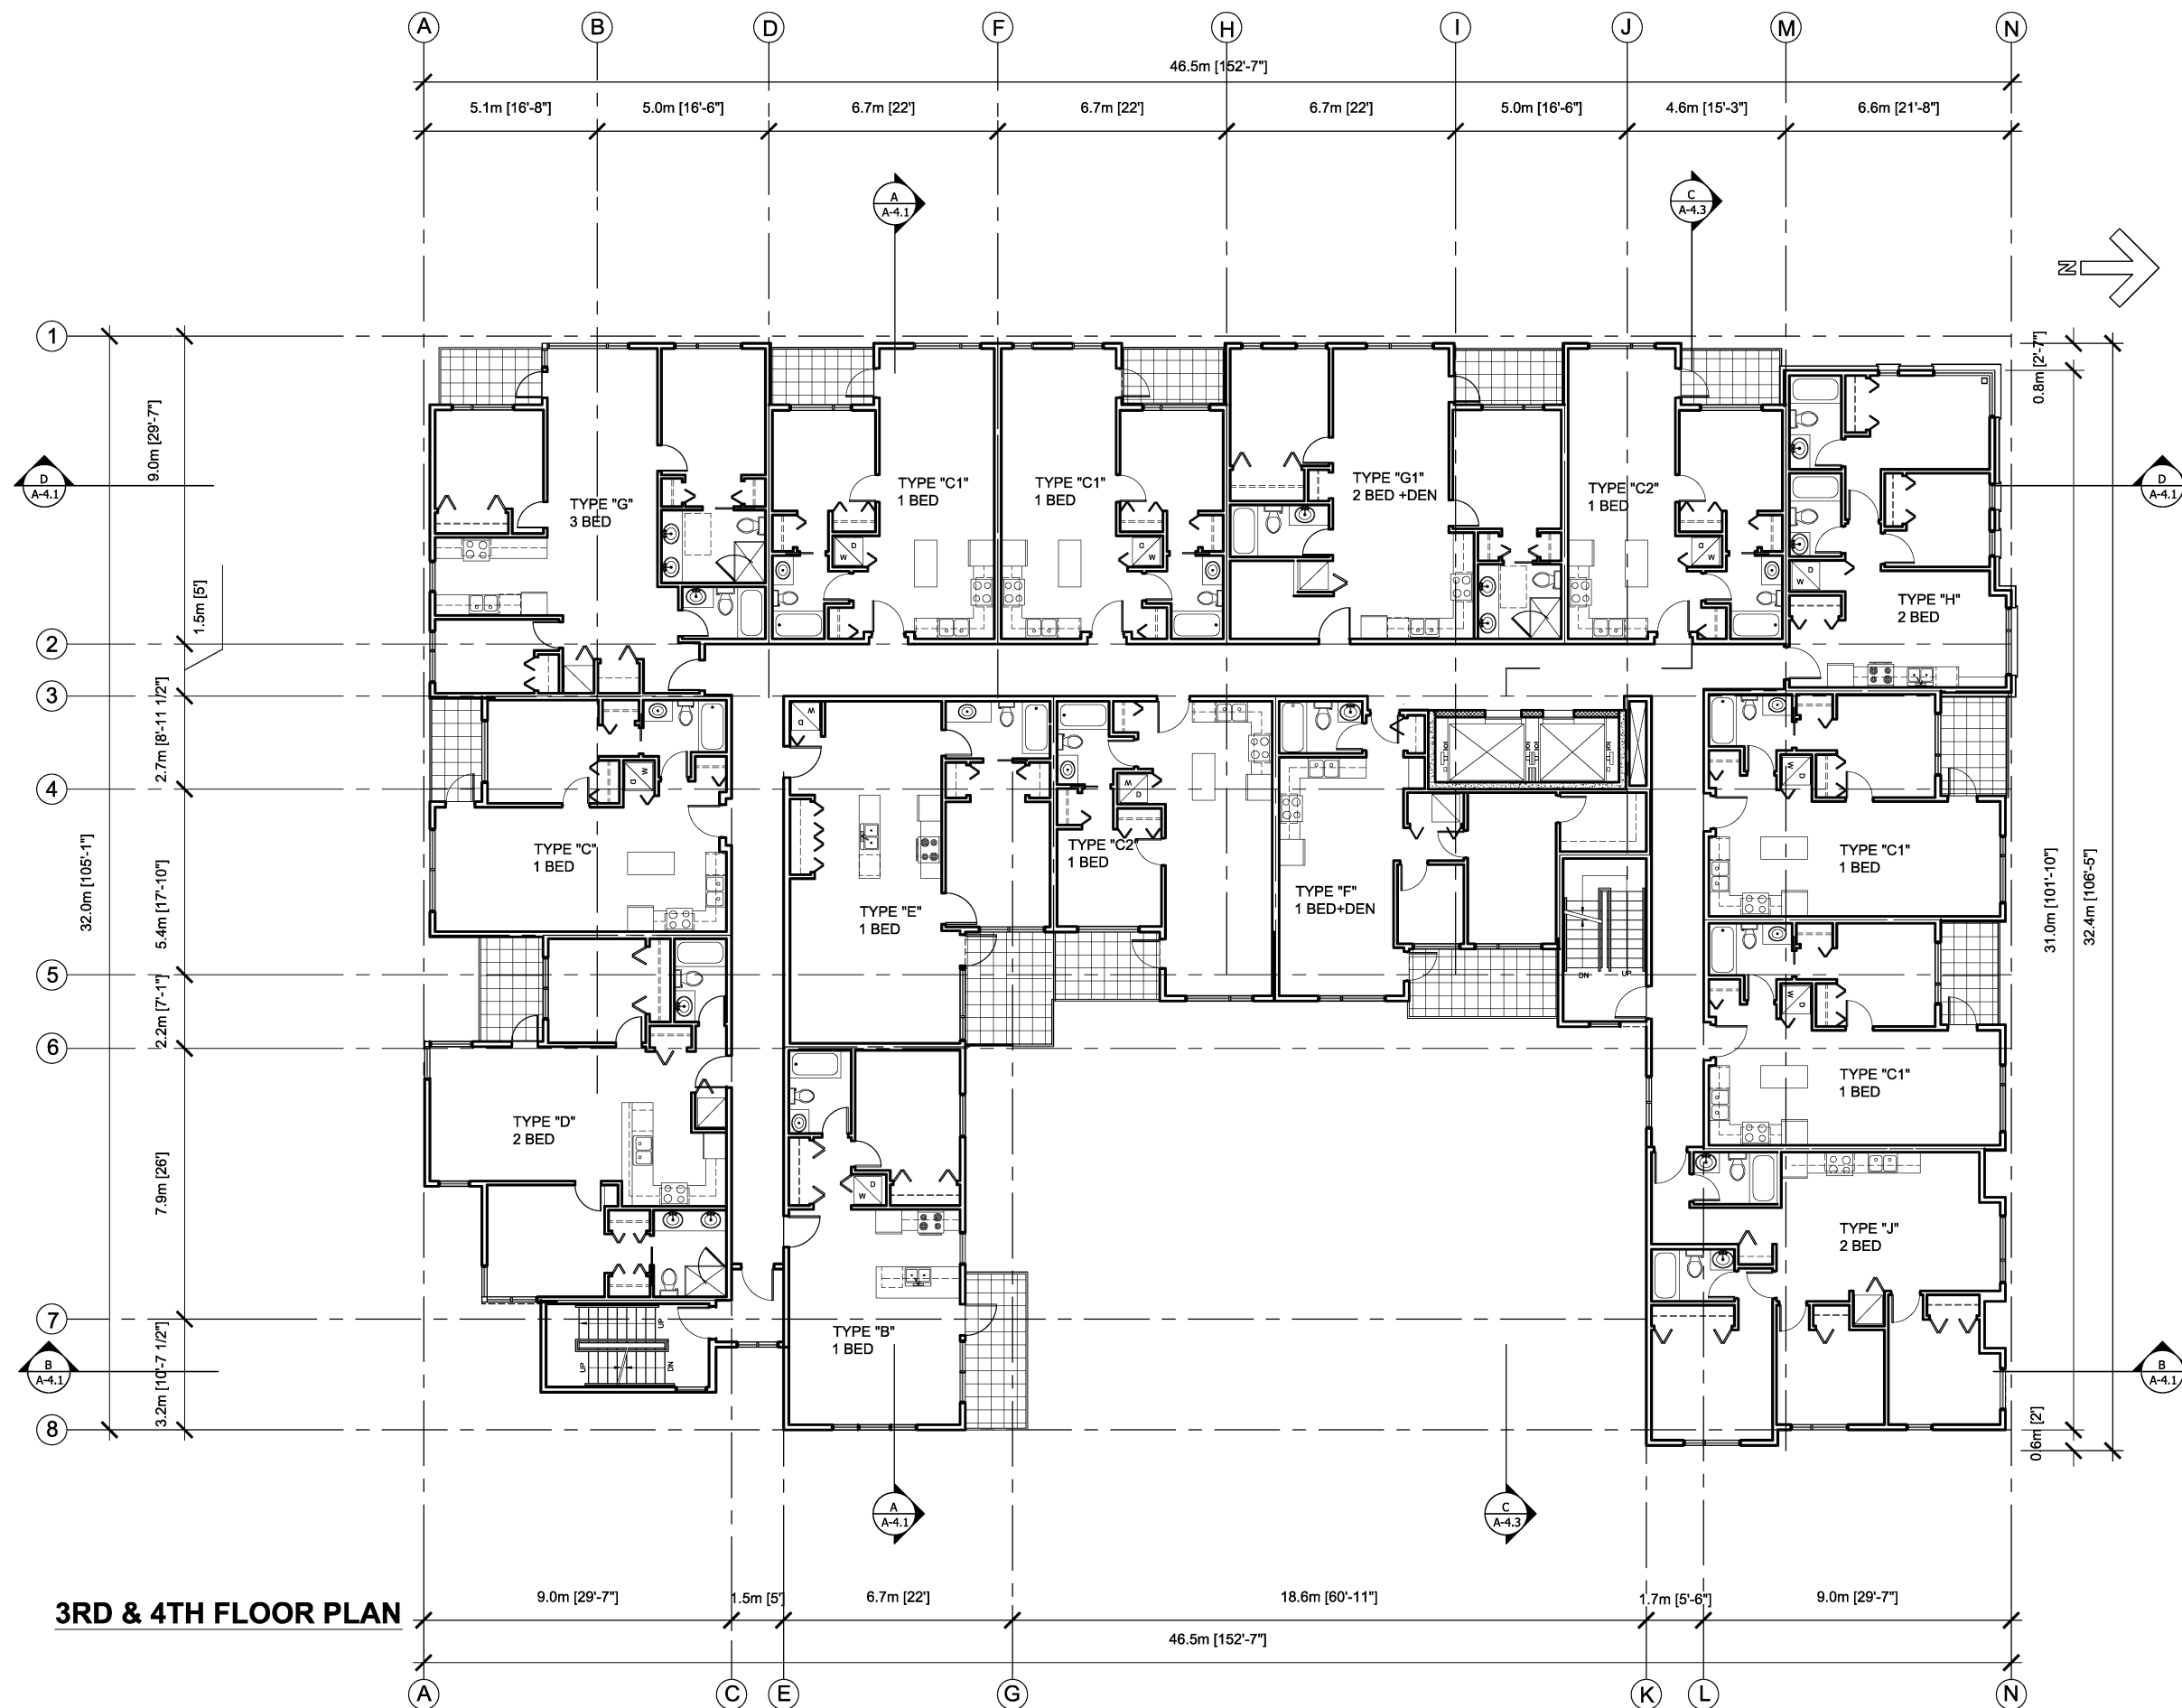 A B D F H I J M N
46.5m [152'-7"]
5.1m [16'-8"] 5.0m [16'-6"] 6.7m [22'] 6.7m [22'] 6.7m [22'] 5.0m [16'-6"] 4.6m [15'-3"] 6.6m [21'-8"]
A
A-4.1
C
A-4.3
N
1
2
3
4
5
6
7
8
9.0m [29'-7"]
1.5m [5']
2.7m [8'-11 1/2"]
5.4m [17'-10"]
2.2m [7'-1"]
7.9m [26']
3.2m [10'-7 1/2"]
32.0m [105'-1"]
0.8m [2'-7"]
31.0m [101'-10"]
32.4m [106'-5"]
0.6m [2']
D
A-4.1
D
A-4.1
TYPE "G"
3 BED
TYPE "C1"
1 BED
TYPE "C1"
1 BED
TYPE "G1"
2 BED +DEN
TYPE "C2"
1 BED
TYPE "H"
2 BED
D
W
D
W
D
W
D
W
W
D
W
D
W
D
W
D
W
D
TYPE "C"
1 BED
TYPE "E"
1 BED
TYPE "C2"
1 BED
TYPE "F"
1 BED+DEN
TYPE "C1"
1 BED
DN
UP
W
D
TYPE "C1"
1 BED
TYPE "D"
2 BED
D
W
TYPE "J"
2 BED
TYPE "B"
1 BED
UP
UP
DN
B
A-4.1
B
A-4.1
A
A-4.1
C
A-4.3
3RD & 4TH FLOOR PLAN
9.0m [29'-7"] 1.5m [5'] 6.7m [22'] 18.6m [60'-11"] 1.7m [5'-6"] 9.0m [29'-7"]
46.5m [152'-7"]
A C E G K L N